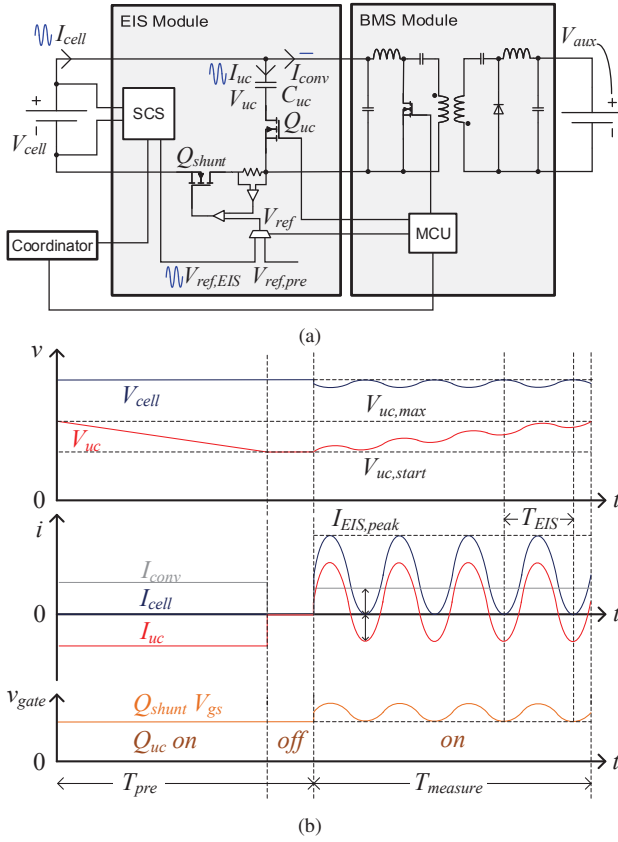 EIS Module
BMS Module
I_cell
V_aux
I_uc
I_conv
V_uc
C_uc
Q_uc
SCS
+
−
V_cell
Q_shunt
V_ref
MCU
Coordinator
V_ref,EIS
V_ref,pre
(a)
v
V_cell
V_uc,max
V_uc
V_uc,start
0
t
i
I_EIS,peak
T_EIS
I_conv
I_cell
0
t
I_uc
v_gate
Q_shunt V_gs
Q_uc on
off
on
0
t
T_pre
T_measure
(b)